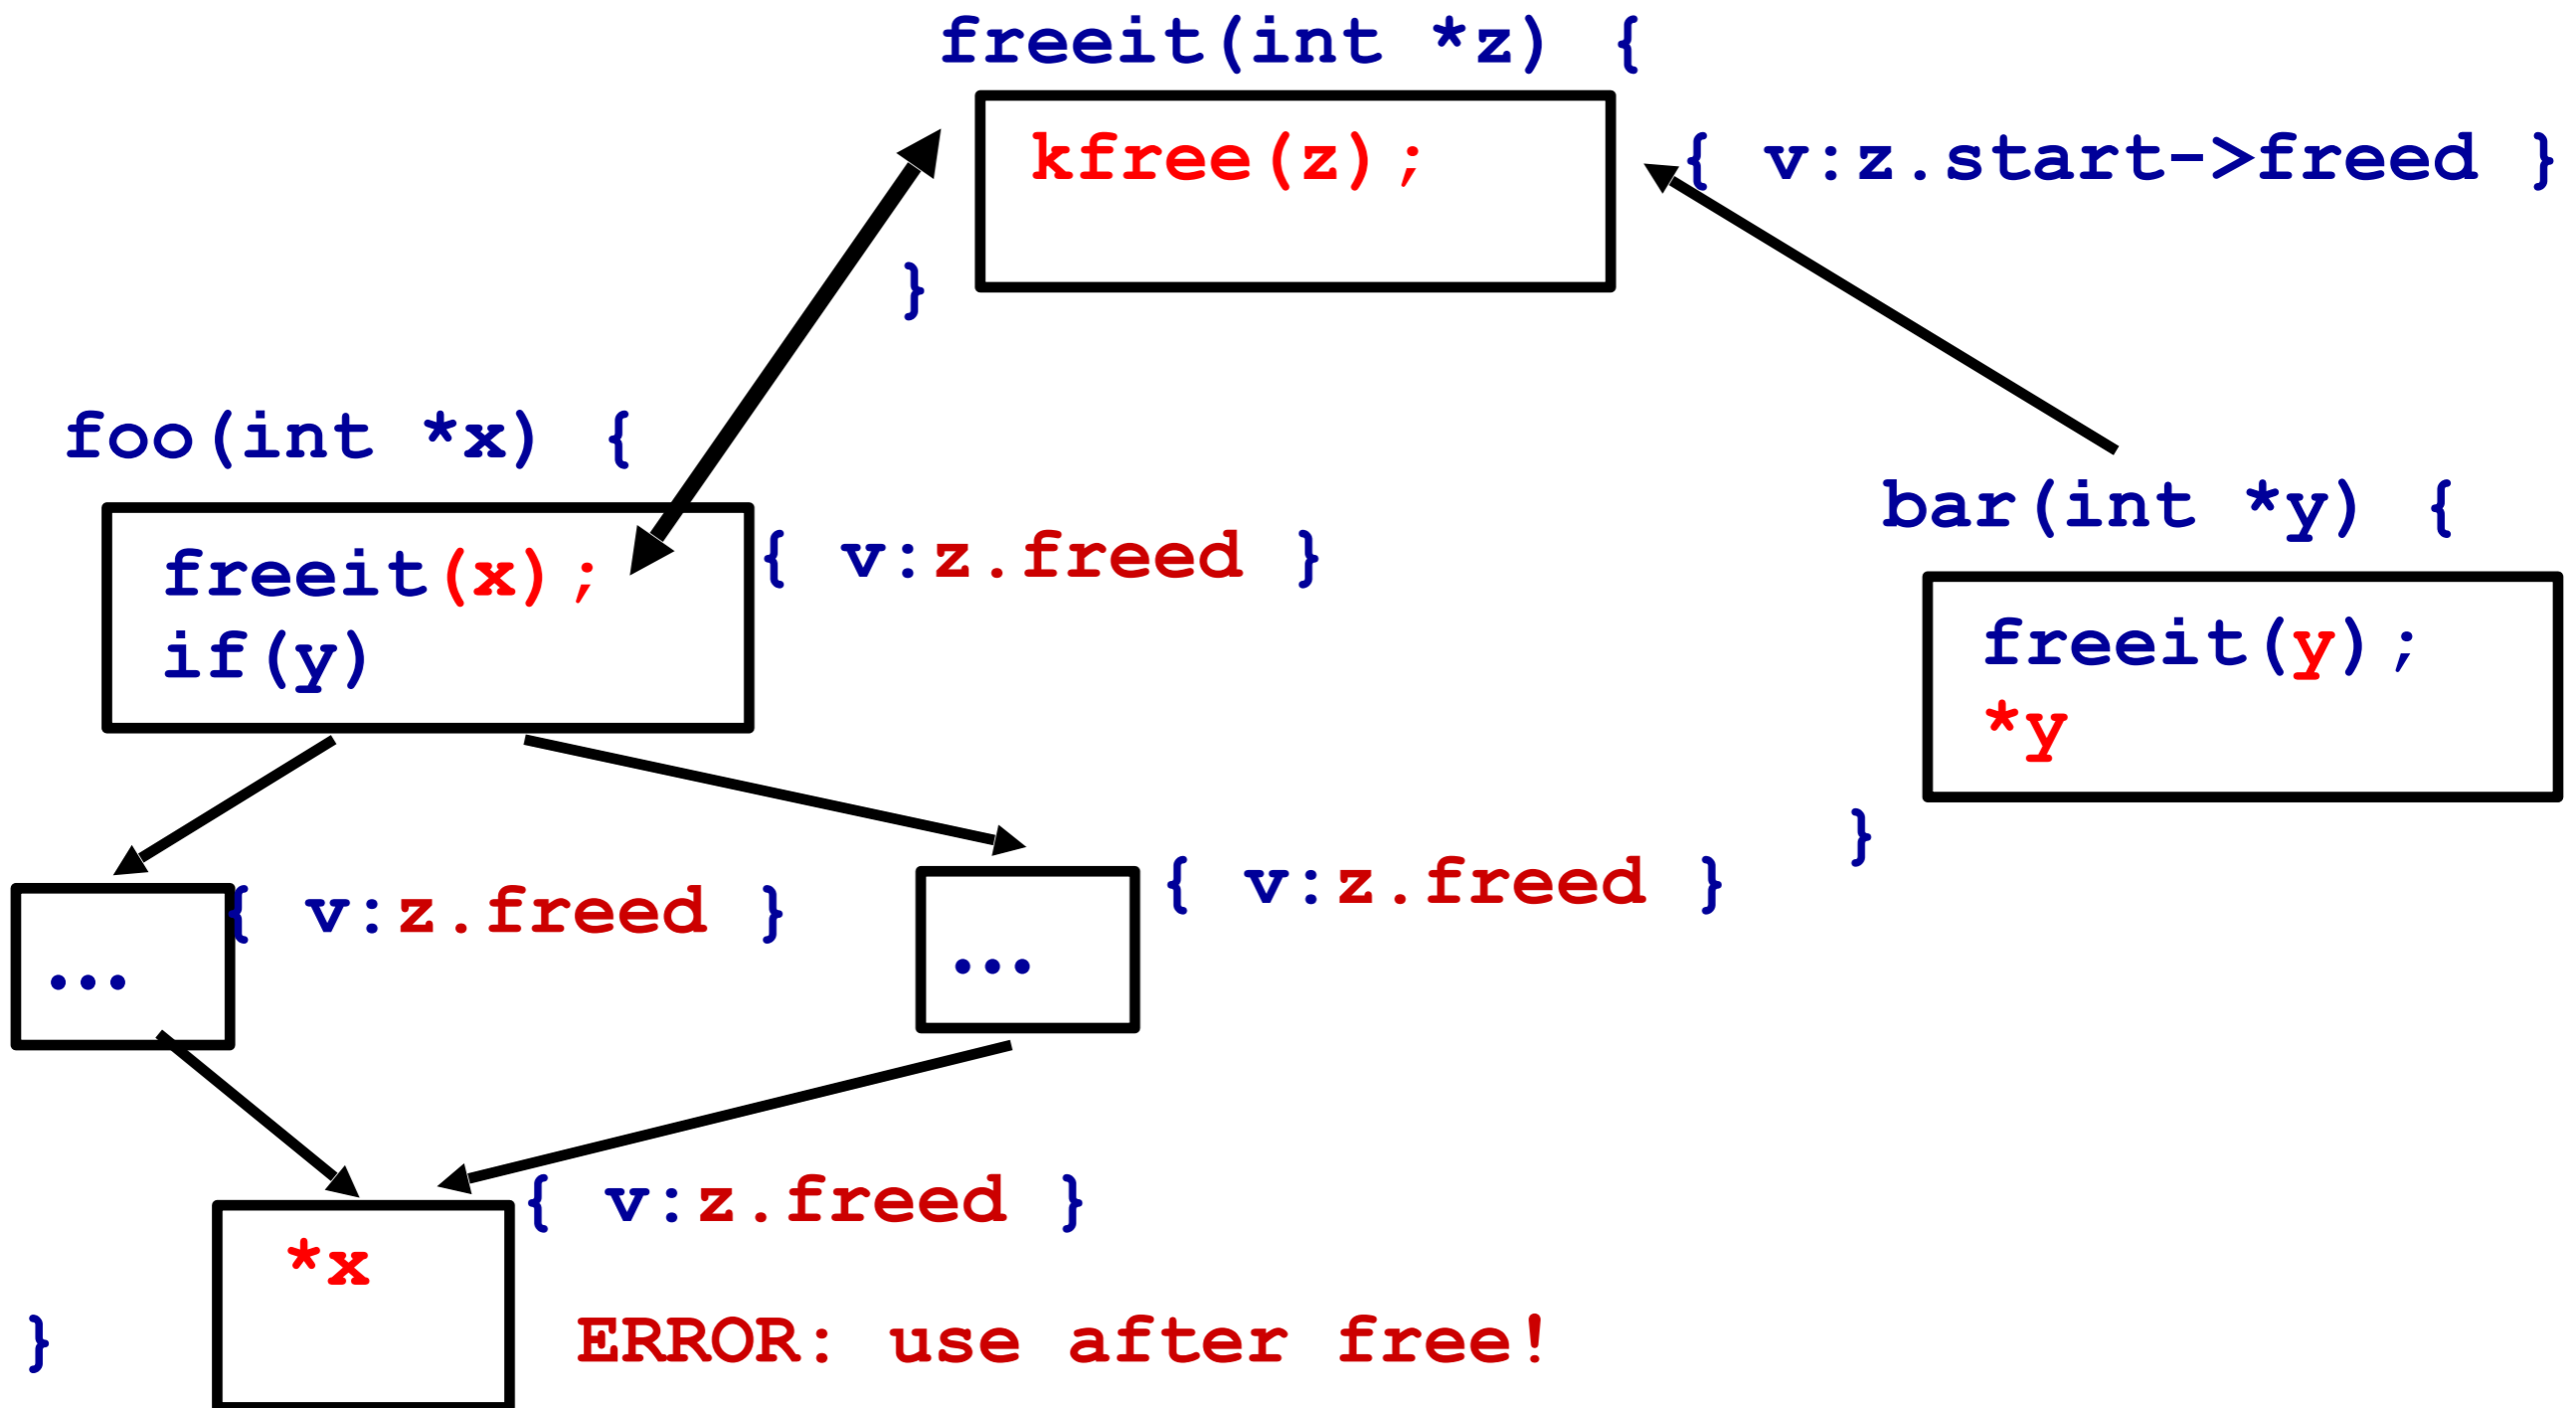 freeit(int *z) {
kfree(z);
{ v:z.start->freed }
}
foo(int *x) {
freeit(x);
if(y)
{ v:z.freed }
bar(int *y) {
freeit(y);
*y
}
...
{ v:z.freed }
...
{ v:z.freed }
*x
{ v:z.freed }
ERROR: use after free!
}